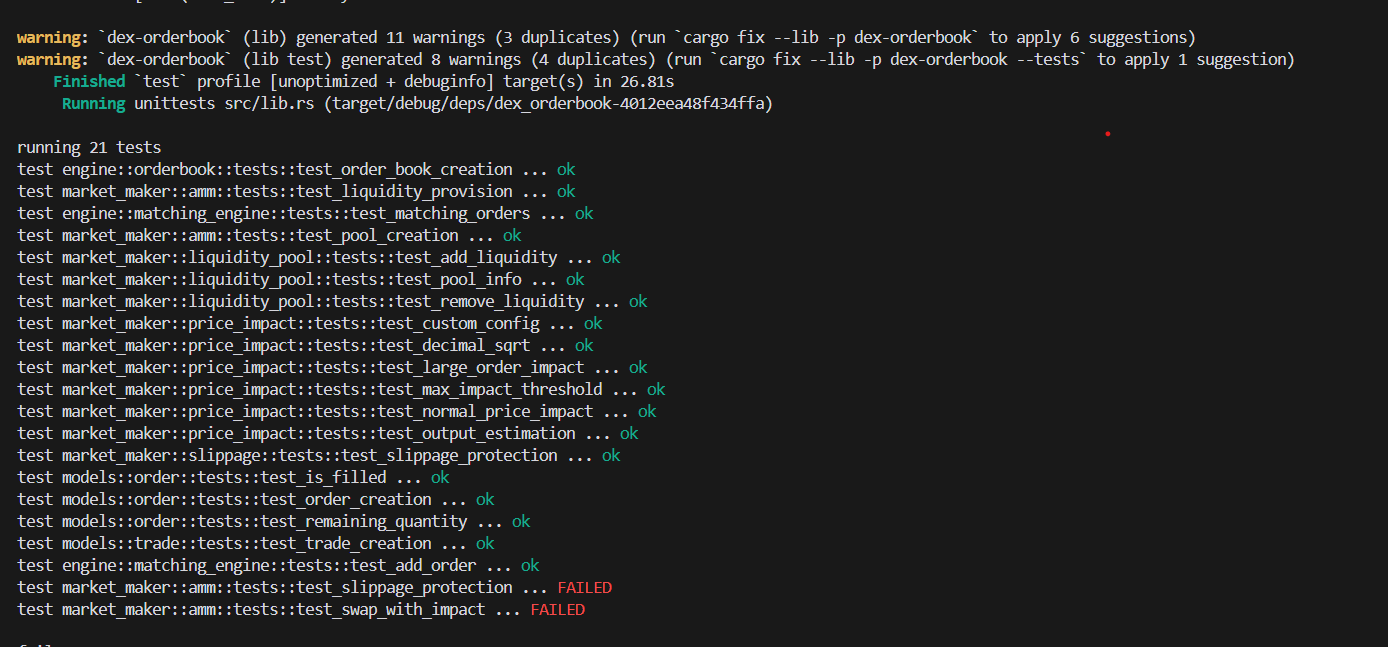 warning: `dex-orderbook` (lib) generated 11 warnings (3 duplicates) (run `cargo fix --lib -p dex-orderbook` to apply 6 suggestions)
warning: `dex-orderbook` (lib test) generated 8 warnings (4 duplicates) (run `cargo fix --lib -p dex-orderbook --tests` to apply 1 suggestion)
Finished `test` profile [unoptimized + debuginfo] target(s) in 26.81s
Running unittests src/lib.rs (target/debug/deps/dex_orderbook-4012eea48f434ffa)
running 21 tests
test engine::orderbook::tests::test_order_book_creation ... ok
test market_maker::amm::tests::test_liquidity_provision ... ok
test engine::matching_engine::tests::test_matching_orders ... ok
test market_maker::amm::tests::test_pool_creation ... ok
test market_maker::liquidity_pool::tests::test_add_liquidity ... ok
test market_maker::liquidity_pool::tests::test_pool_info ... ok
test market_maker::liquidity_pool::tests::test_remove_liquidity ... ok
test market_maker::price_impact::tests::test_custom_config ... ok
test market_maker::price_impact::tests::test_decimal_sqrt ... ok
test market_maker::price_impact::tests::test_large_order_impact ... ok
test market_maker::price_impact::tests::test_max_impact_threshold ... ok
test market_maker::price_impact::tests::test_normal_price_impact ... ok
test market_maker::price_impact::tests::test_output_estimation ... ok
test market_maker::slippage::tests::test_slippage_protection ... ok
test models::order::tests::test_is_filled ... ok
test models::order::tests::test_order_creation ... ok
test models::order::tests::test_remaining_quantity ... ok
test models::trade::tests::test_trade_creation ... ok
test engine::matching_engine::tests::test_add_order ... ok
test market_maker::amm::tests::test_slippage_protection ... FAILED
test market_maker::amm::tests::test_swap_with_impact ... FAILED